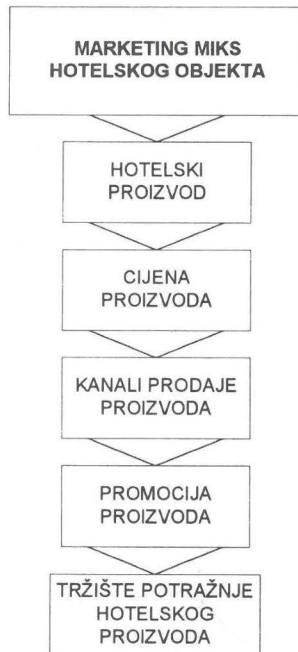 MARKETING MIKS
HOTELSKOG OBJEKTA
HOTELSKI
PROIZVOD
CIJENA
PROIZVODA
KANALI PRODAJE
PROIZVODA
PROMOCIJA
PROIZVODA
TRŽIŠTE POTRAŽNJE
HOTELSKOG
PROIZVODA